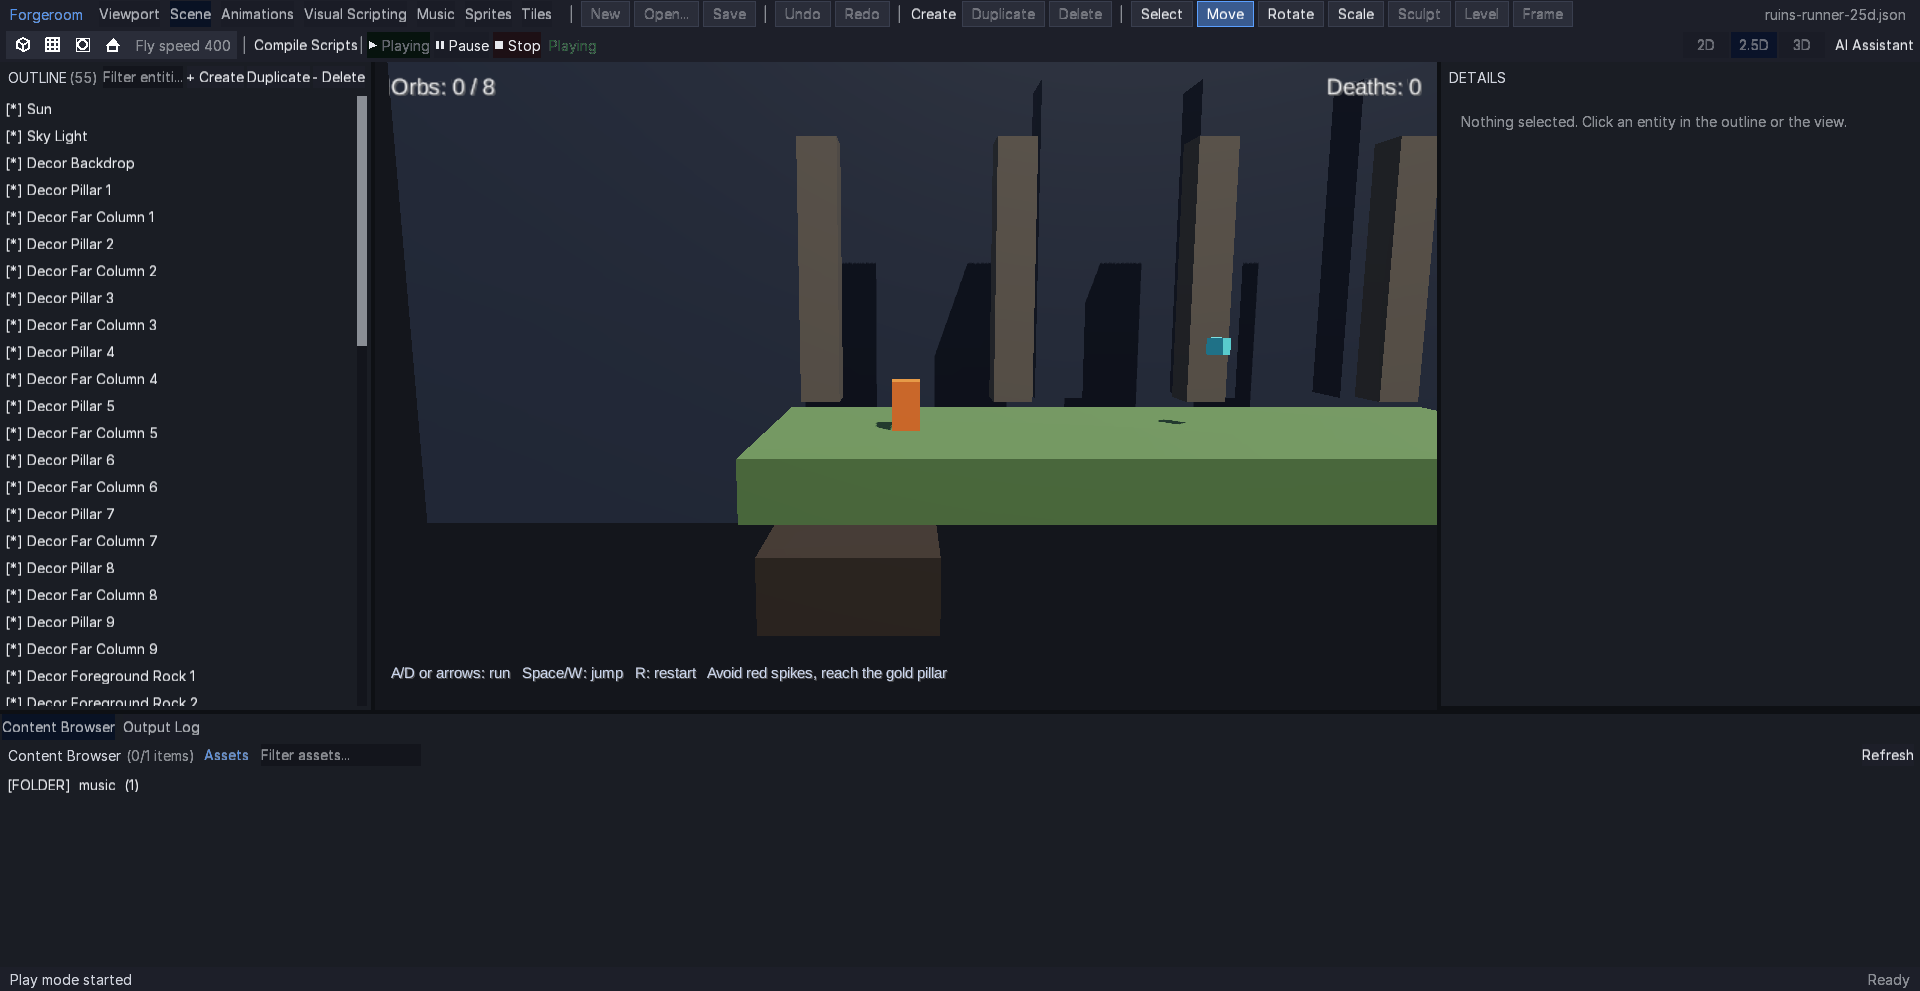 Forgeroom Viewport Scene Animations Visual Scripting Music Sprites Tiles | New Open... Save | Undo Redo | Create Duplicate Delete | Select Move Rotate Scale Sculpt Level Frame ruins-runner-25d.json
Fly speed 400 | Compile Scripts | Playing Pause Stop Playing 2D 2.5D 3D AI Assistant
OUTLINE (55) Filter entiti... + Create Duplicate - Delete
DETAILS
Orbs: 0 / 8
Deaths: 0
Nothing selected. Click an entity in the outline or the view.
[*] Sun
[*] Sky Light
[*] Decor Backdrop
[*] Decor Pillar 1
[*] Decor Far Column 1
[*] Decor Pillar 2
[*] Decor Far Column 2
[*] Decor Pillar 3
[*] Decor Far Column 3
[*] Decor Pillar 4
[*] Decor Far Column 4
[*] Decor Pillar 5
[*] Decor Far Column 5
[*] Decor Pillar 6
[*] Decor Far Column 6
[*] Decor Pillar 7
[*] Decor Far Column 7
[*] Decor Pillar 8
[*] Decor Far Column 8
[*] Decor Pillar 9
[*] Decor Far Column 9
[*] Decor Foreground Rock 1
[*] Decor Foreground Rock 2
A/D or arrows: run Space/W: jump R: restart Avoid red spikes, reach the gold pillar
Content Browser Output Log
Content Browser (0/1 items) Assets Filter assets... Refresh
[FOLDER] music (1)
Play mode started
Ready